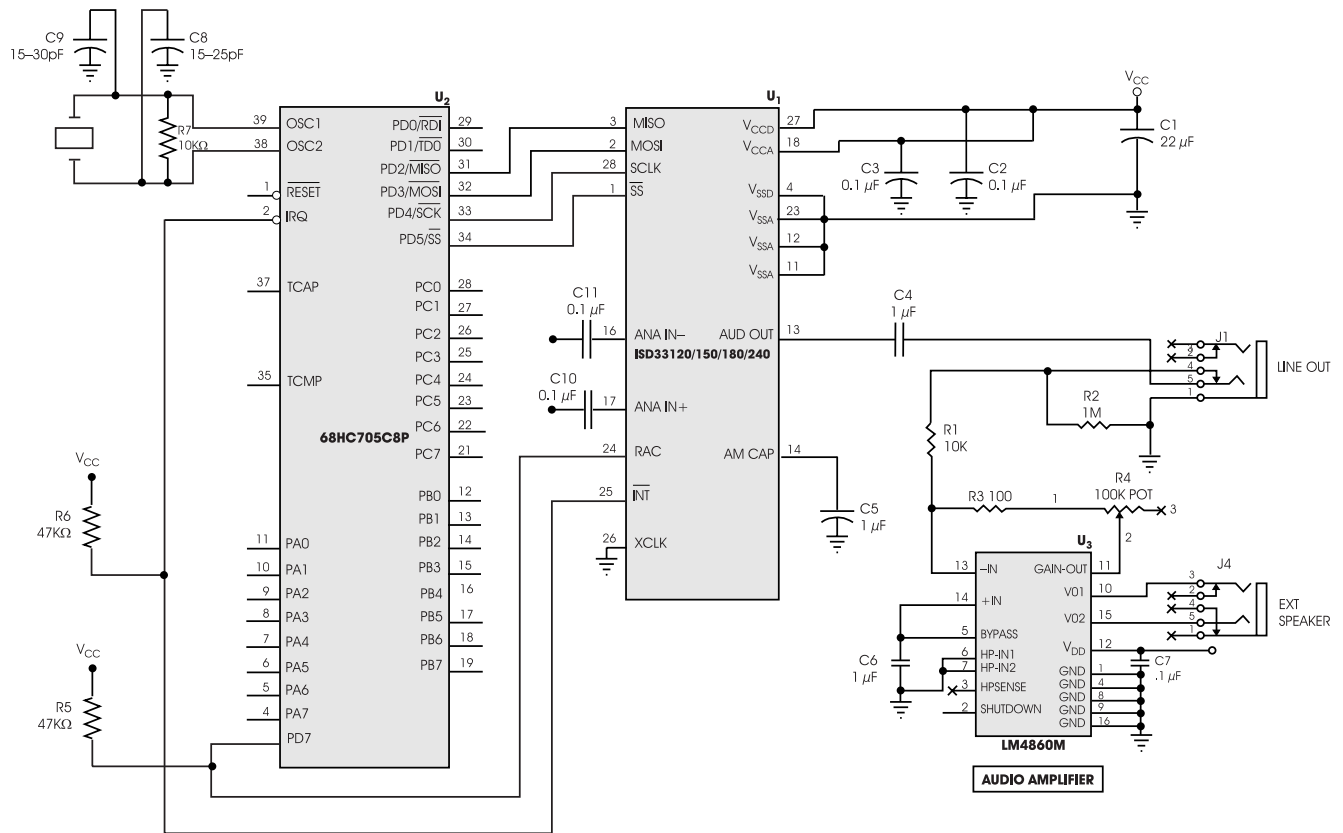 C9
15–30pF
C8
15–25pF
R7
10KΩ
U2
39
OSC1
38
OSC2
1
RESET
2
IRQ
37
TCAP
35
TCMP
68HC705C8P
11
PA0
10
PA1
9
PA2
8
PA3
7
PA4
6
PA5
5
PA6
4
PA7
PD7
PD0/RDI
29
PD1/TD0
30
PD2/MISO
31
PD3/MOSI
32
PD4/SCK
33
PD5/SS
34
PC0
28
PC1
27
PC2
26
PC3
25
PC4
24
PC5
23
PC6
22
PC7
21
PB0
12
PB1
13
PB2
14
PB3
15
PB4
16
PB5
17
PB6
18
PB7
19
VCC
R6
47KΩ
VCC
R5
47KΩ
U1
3
MISO
2
MOSI
28
SCLK
1
SS
C11
0.1 µF
16
ANA IN–
C10
0.1 µF
17
ANA IN+
24
RAC
25
INT
26
XCLK
ISD33120/150/180/240
VCCD
27
VCCA
18
VSSD
4
VSSA
23
VSSA
12
VSSA
11
AUD OUT
13
AM CAP
14
VCC
C1
22 µF
C3
0.1 µF
C2
0.1 µF
C4
1 µF
C5
1 µF
J1
2
4
5
1
LINE OUT
R2
1M
R1
10K
R3 100
1
R4
100K POT
3
2
U3
13
–IN
14
+IN
5
BYPASS
6
HP-IN1
7
HP-IN2
3
HPSENSE
2
SHUTDOWN
GAIN-OUT
11
V01
10
V02
15
VDD
12
GND
1
GND
4
GND
8
GND
9
GND
16
LM4860M
AUDIO AMPLIFIER
C6
1 µF
C7
.1 µF
J4
3
2
4
5
1
EXT
SPEAKER